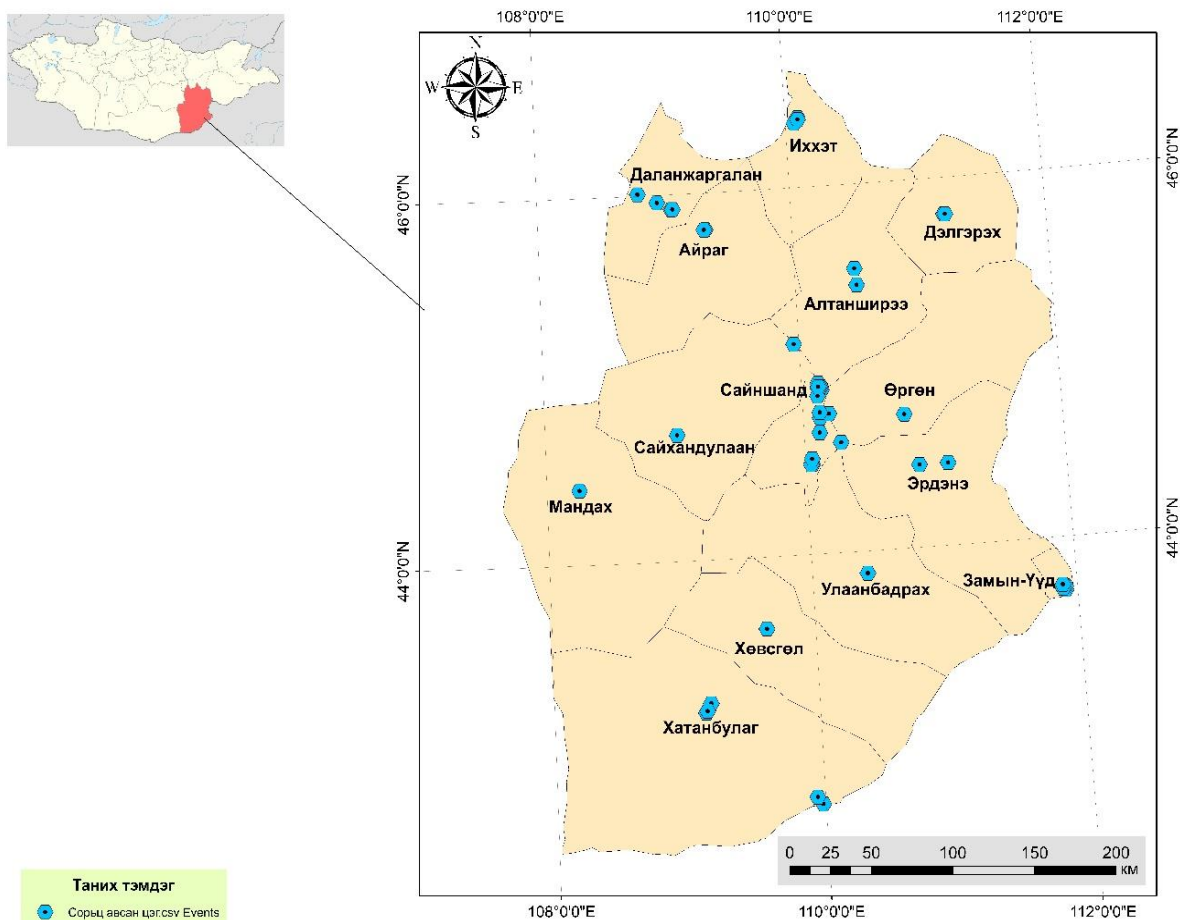 108°0'0"E
110°0'0"E
112°0'0"E
N
W
E
S
Иххэт
46°0'0"N
Даланжаргалан
46°0'0"N
Дэлгэрэх
Айраг
Алтанширээ
Сайншанд
Өргөн
Сайхандулаан
Эрдэнэ
Мандах
44°0'0"N
44°0'0"N
Улаанбадрах
Замын-Үүд
Хөвсгөл
Хатанбулаг
0 25 50 100 150 200
КМ
Таних тэмдэг
Сорьц авсан цэг.csv Events
108°0'0"E
110°0'0"E
112°0'0"E